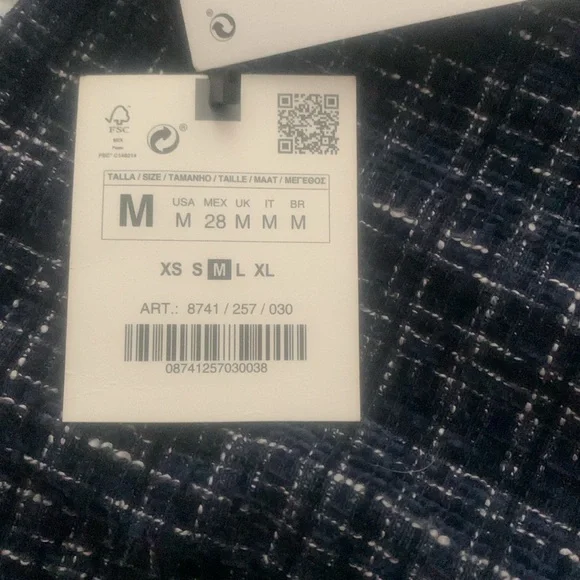 FSC
MIX
®
TALLA / SIZE / TAMANHO / TAILLE / MAAT / ΜΕΓΕΘΟΣ
M
USA MEX UK IT BR
M 28 M M M
XS S M L XL
ART.: 8741 / 257 / 030
08741257030038